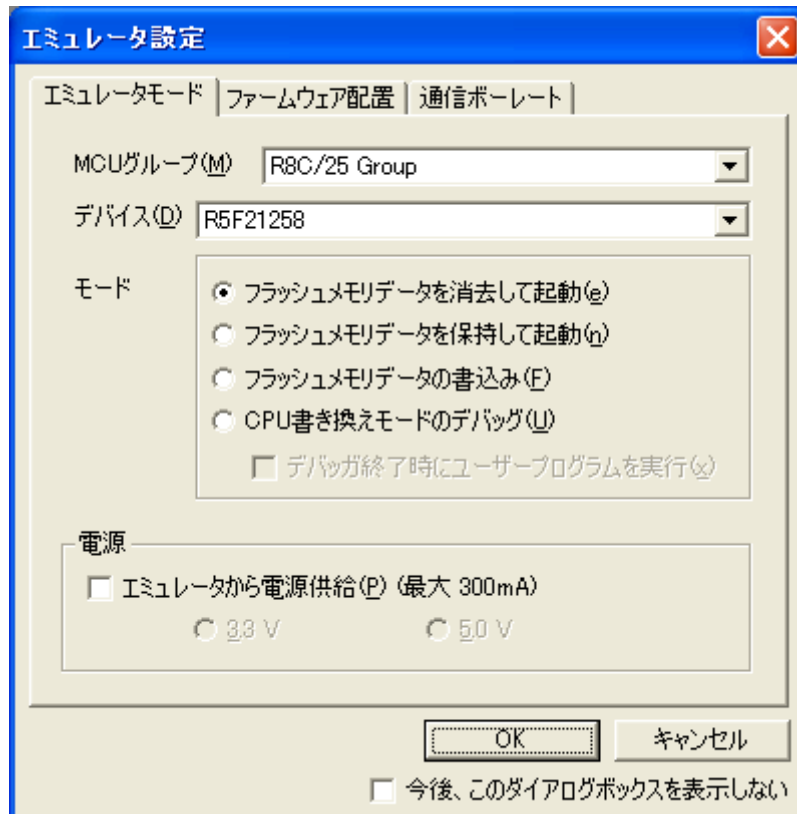 エミュレータ設定
エミュレータモード ファームウェア配置 通信ボーレート
MCUグループ(M) R8C/25 Group
デバイス(D) R5F21258
モード
フラッシュメモリデータを消去して起動(e)
フラッシュメモリデータを保持して起動(n)
フラッシュメモリデータの書込み(F)
CPU書き換えモードのデバッグ(U)
デバッガ終了時にユーザープログラムを実行(x)
電源
エミュレータから電源供給(P) (最大 300mA)
3.3 V 5.0 V
OK キャンセル
今後、このダイアログボックスを表示しない